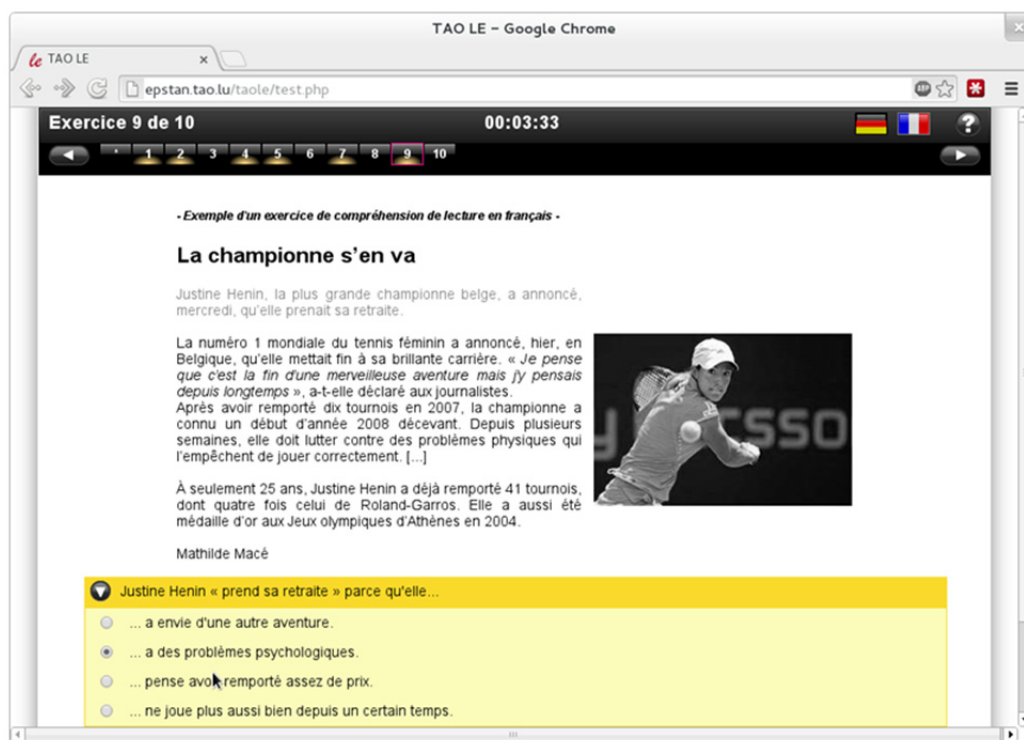 TAO LE – Google Chrome
le TAO LE
epstan.tao.lu/taole/test.php
ABP
Exercice 9 de 10
00:03:33
?
* 1 2 3 4 5 6 7 8 9 10
- Exemple d'un exercice de compréhension de lecture en français -
La championne s'en va
Justine Henin, la plus grande championne belge, a annoncé,
mercredi, qu'elle prenait sa retraite.
La numéro 1 mondiale du tennis féminin a annoncé, hier, en
Belgique, qu'elle mettait fin à sa brillante carrière. « Je pense
que c'est la fin d'une merveilleuse aventure mais j'y pensais
depuis longtemps », a-t-elle déclaré aux journalistes.
Après avoir remporté dix tournois en 2007, la championne a
connu un début d'année 2008 décevant. Depuis plusieurs
semaines, elle doit lutter contre des problèmes physiques qui
l'empêchent de jouer correctement. [...]
À seulement 25 ans, Justine Henin a déjà remporté 41 tournois,
dont quatre fois celui de Roland-Garros. Elle a aussi été
médaille d'or aux Jeux olympiques d'Athènes en 2004.
Mathilde Macé
y csso
Justine Henin « prend sa retraite » parce qu'elle...
... a envie d'une autre aventure.
... a des problèmes psychologiques.
... pense avoir remporté assez de prix.
... ne joue plus aussi bien depuis un certain temps.